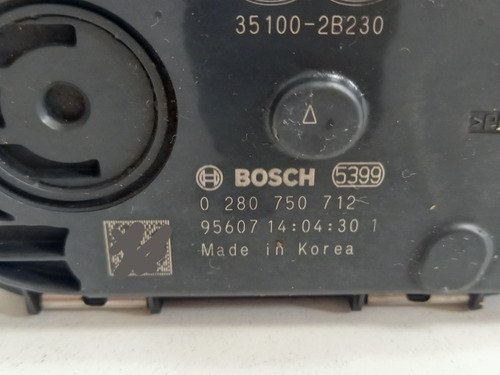 35100-2B230
BOSCH 5399
0 280 750 712
95607 14:04:30 1
Made in Korea